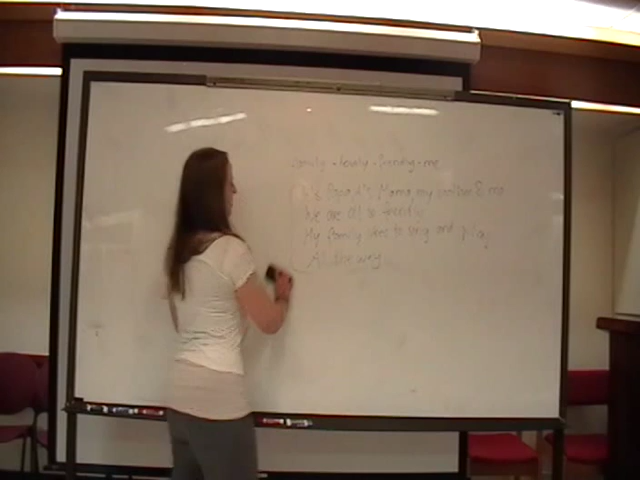 family - lovely - friendly - me
& Papa, it's Mama, my brother & me
We are all so friendly
My family likes to sing and play
All the way